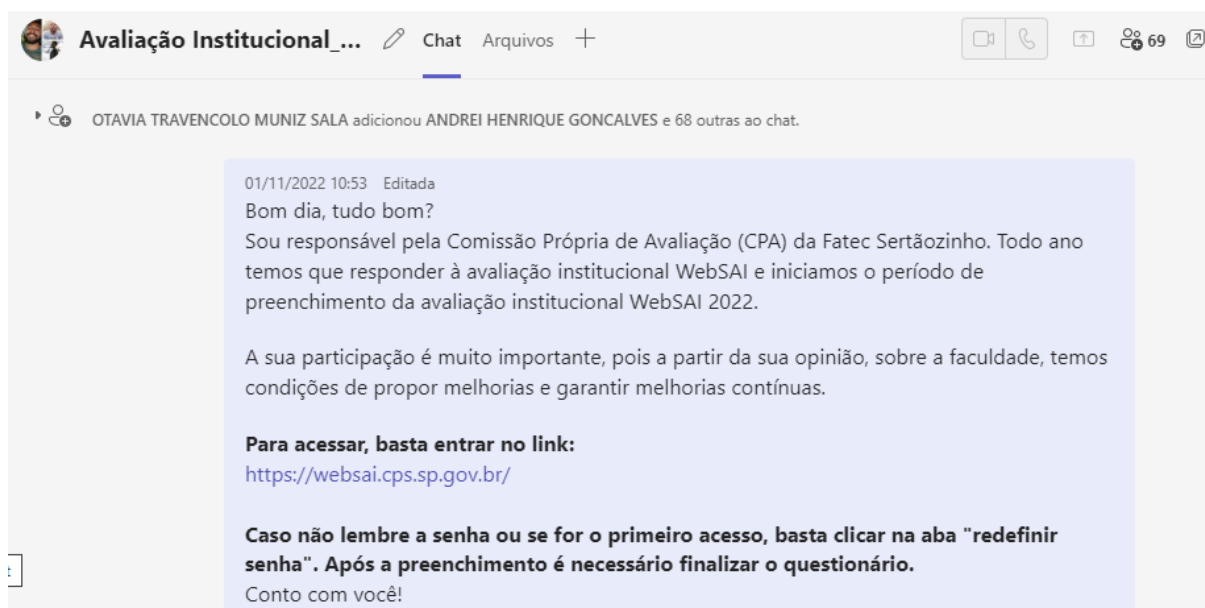 Avaliação Institucional_... Chat Arquivos 69
OTAVIA TRAVENCOLO MUNIZ SALA adicionou ANDREI HENRIQUE GONCALVES e 68 outras ao chat.
01/11/2022 10:53 Editada
Bom dia, tudo bom?
Sou responsável pela Comissão Própria de Avaliação (CPA) da Fatec Sertãozinho. Todo ano
temos que responder à avaliação institucional WebSAI e iniciamos o período de
preenchimento da avaliação institucional WebSAI 2022.
A sua participação é muito importante, pois a partir da sua opinião, sobre a faculdade, temos
condições de propor melhorias e garantir melhorias contínuas.
Para acessar, basta entrar no link:
https://websai.cps.sp.gov.br/
Caso não lembre a senha ou se for o primeiro acesso, basta clicar na aba "redefinir
senha". Após a preenchimento é necessário finalizar o questionário.
Conto com você!